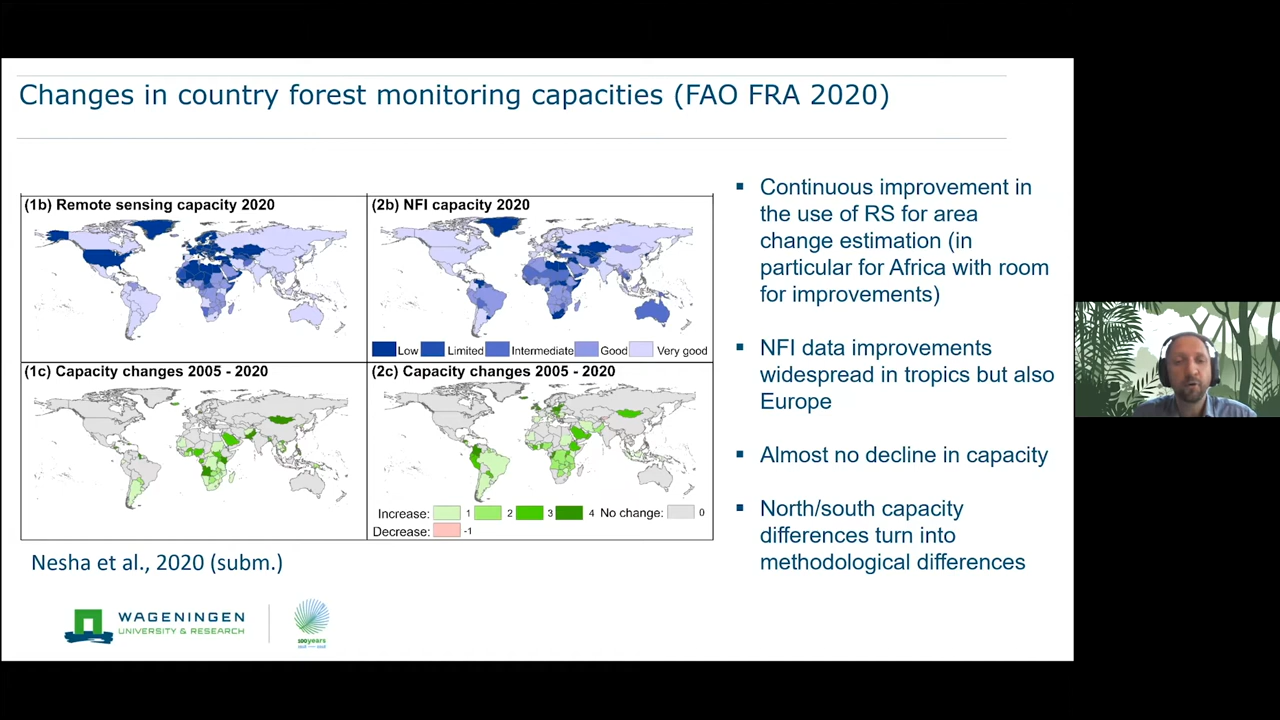 Changes in country forest monitoring capacities (FAO FRA 2020)
(1b) Remote sensing capacity 2020
(2b) NFI capacity 2020
Low Limited Intermediate Good Very good
(1c) Capacity changes 2005 - 2020
(2c) Capacity changes 2005 - 2020
Increase: 1 2 3 4 No change: 0
Decrease: -1
Nesha et al., 2020 (subm.)
▪ Continuous improvement in
the use of RS for area
change estimation (in
particular for Africa with room
for improvements)
▪ NFI data improvements
widespread in tropics but also
Europe
▪ Almost no decline in capacity
▪ North/south capacity
differences turn into
methodological differences
WAGENINGEN
UNIVERSITY & RESEARCH
100years